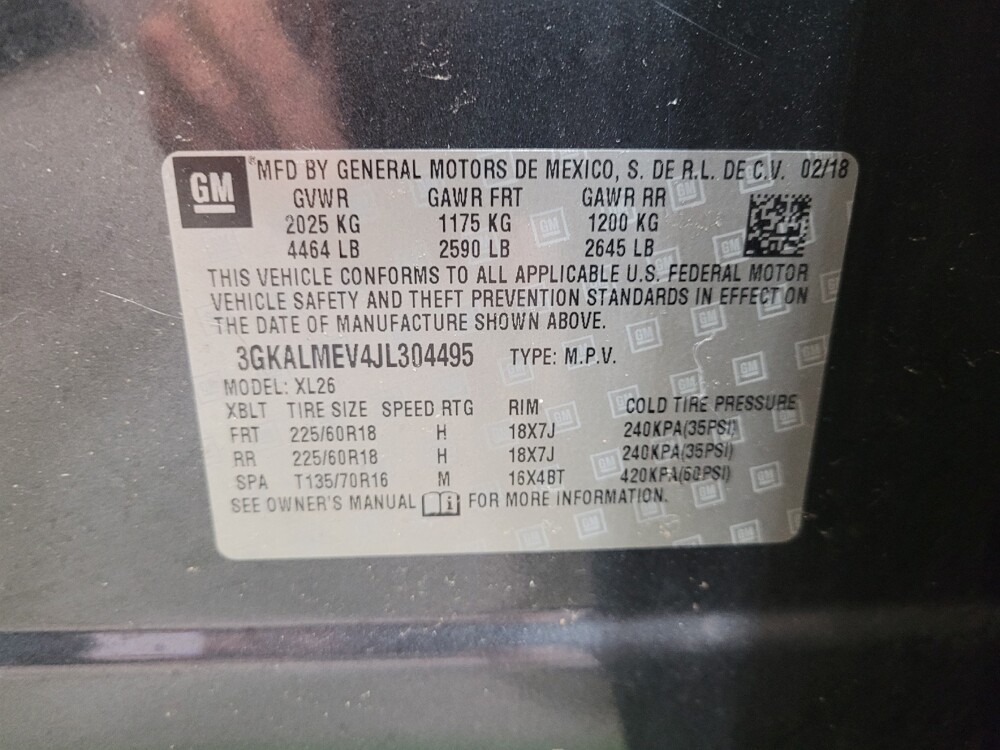 GM MFD BY GENERAL MOTORS DE MEXICO, S. DE R.L. DE C.V. 02/18
GVWR GAWR FRT GAWR RR
2025 KG 1175 KG 1200 KG
4464 LB 2590 LB 2645 LB
THIS VEHICLE CONFORMS TO ALL APPLICABLE U.S. FEDERAL MOTOR
VEHICLE SAFETY AND THEFT PREVENTION STANDARDS IN EFFECT ON
THE DATE OF MANUFACTURE SHOWN ABOVE.
3GKALMEV4JL304495 TYPE: M.P.V.
MODEL: XL26
XBLT TIRE SIZE SPEED RTG RIM COLD TIRE PRESSURE
FRT 225/60R18 H 18X7J 240KPA(35PSI)
RR 225/60R18 H 18X7J 240KPA(35PSI)
SPA T135/70R16 M 16X4BT 420KPA(60PSI)
SEE OWNER'S MANUAL i FOR MORE INFORMATION.